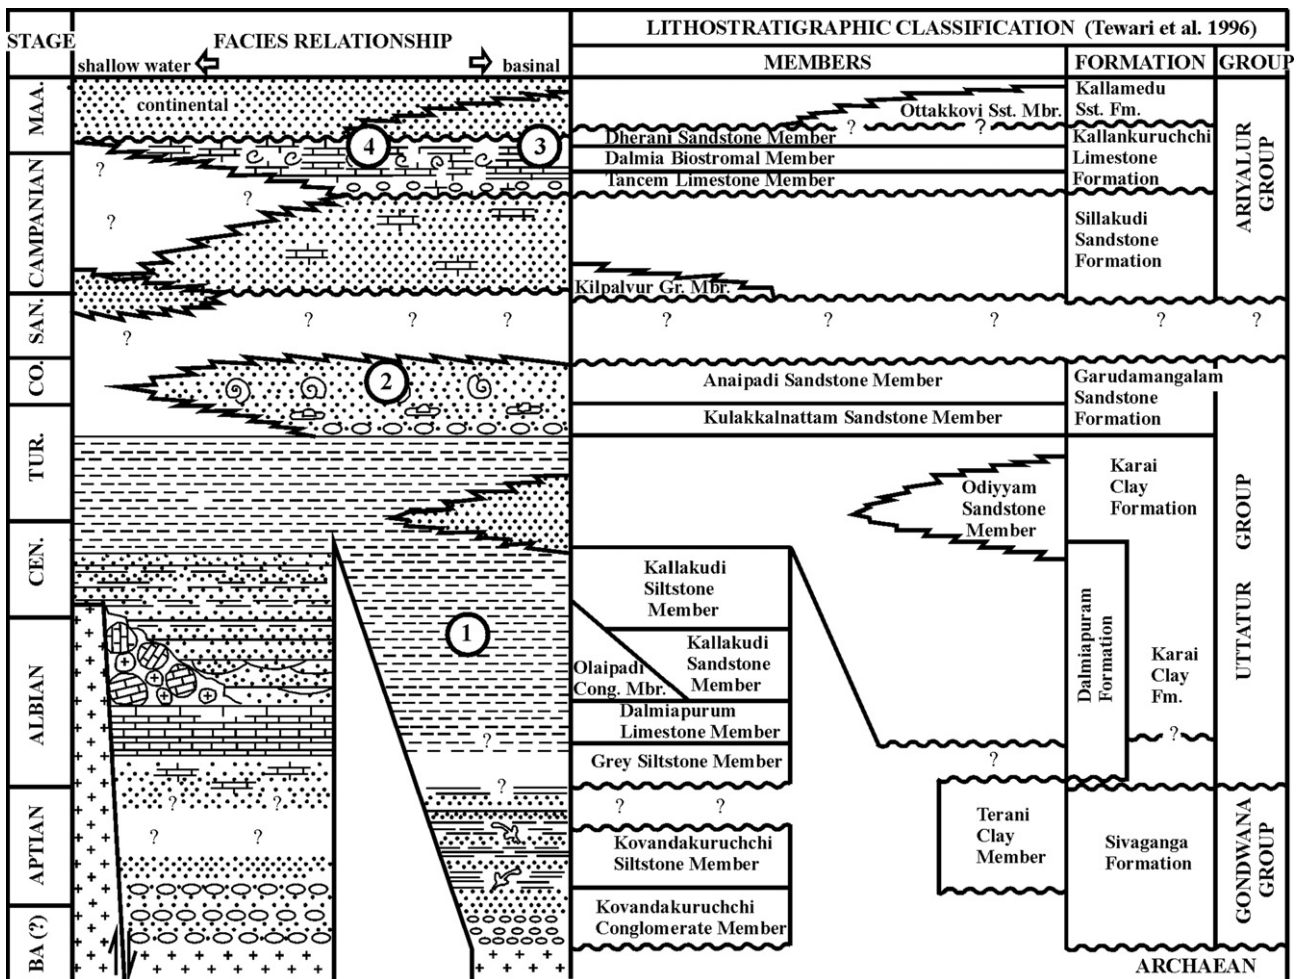 LITHOSTRATIGRAPHIC CLASSIFICATION (Tewari et al. 1996)
STAGE
FACIES RELATIONSHIP
shallow water
basinal
MEMBERS
FORMATION
GROUP
MAA.
CAMPANIAN
SAN.
CO.
TUR.
CEN.
ALBIAN
APTIAN
BA (?)
continental
4
3
?
?
?
?
?
?
?
2
1
?
?
?
?
?
?
Ottakkovi Sst. Mbr.
?
?
Dherani Sandstone Member
Dalmia Biostromal Member
Tancem Limestone Member
Kilpalvur Gr. Mbr.
?
?
?
?
?
Anaipadi Sandstone Member
Kulakkalnattam Sandstone Member
Odiyyam
Sandstone
Member
Kallakudi
Siltstone
Member
Kallakudi
Sandstone
Member
Olaipadi
Cong. Mbr.
Dalmiapurum
Limestone Member
Grey Siltstone Member
?
?
?
Kovandakuruchchi
Siltstone Member
Kovandakuruchchi
Conglomerate Member
Terani
Clay
Member
Kallamedu
Sst. Fm.
Kallankuruchchi
Limestone
Formation
Sillakudi
Sandstone
Formation
Garudamangalam
Sandstone
Formation
Karai
Clay
Formation
Dalmiapuram
Formation
Karai
Clay
Fm.
?
Sivaganga
Formation
ARIYALUR
GROUP
UTTATUR GROUP
GONDWANA
GROUP
ARCHAEAN